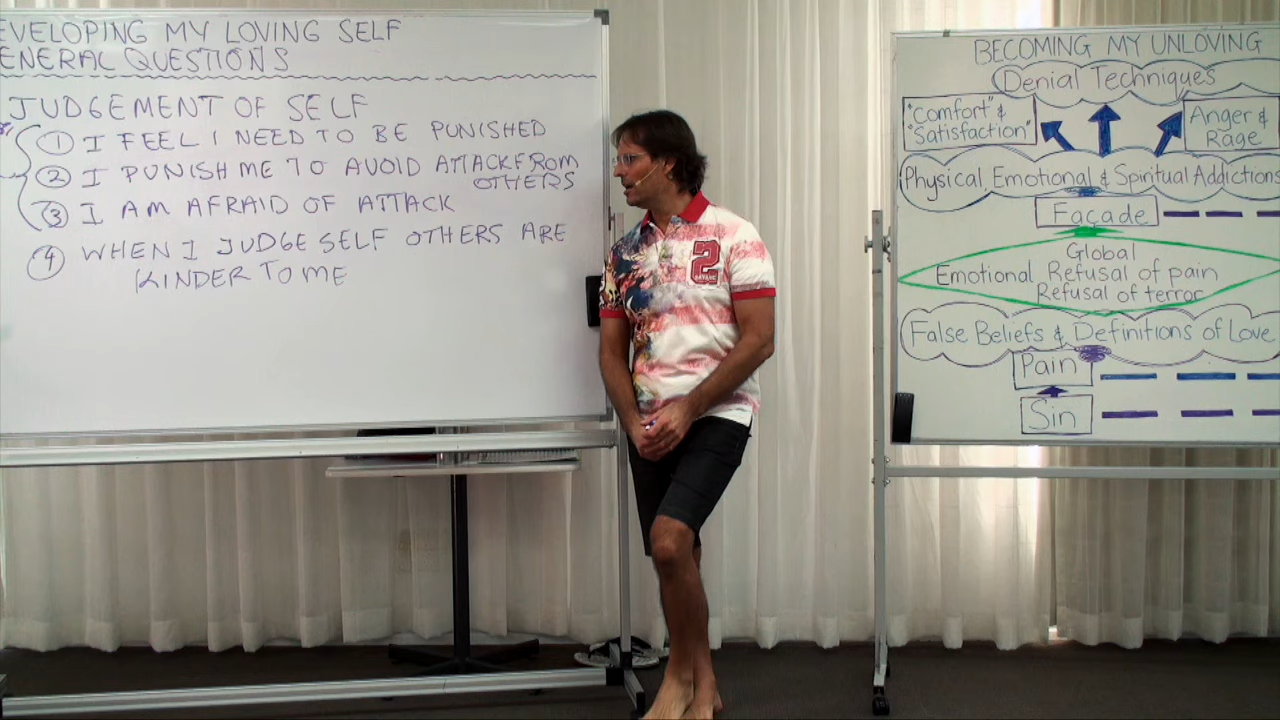 EVELOPING MY LOVING SELF
ENERAL QUESTIONS
JUDGEMENT OF SELF
① I FEEL I NEED TO BE PUNISHED
② I PUNISH ME TO AVOID ATTACK FROM
OTHERS
③ I AM AFRAID OF ATTACK
④ WHEN I JUDGE SELF OTHERS ARE
KINDER TO ME
2
BECOMING MY UNLOVING
Denial Techniques
"Comfort" &
"Satisfaction"
Anger &
Rage
Physical Emotional & Spiritual Addictions
Façade
Global
Emotional Refusal of pain
Refusal of terror
False Beliefs & Definitions of Love
Pain
Sin